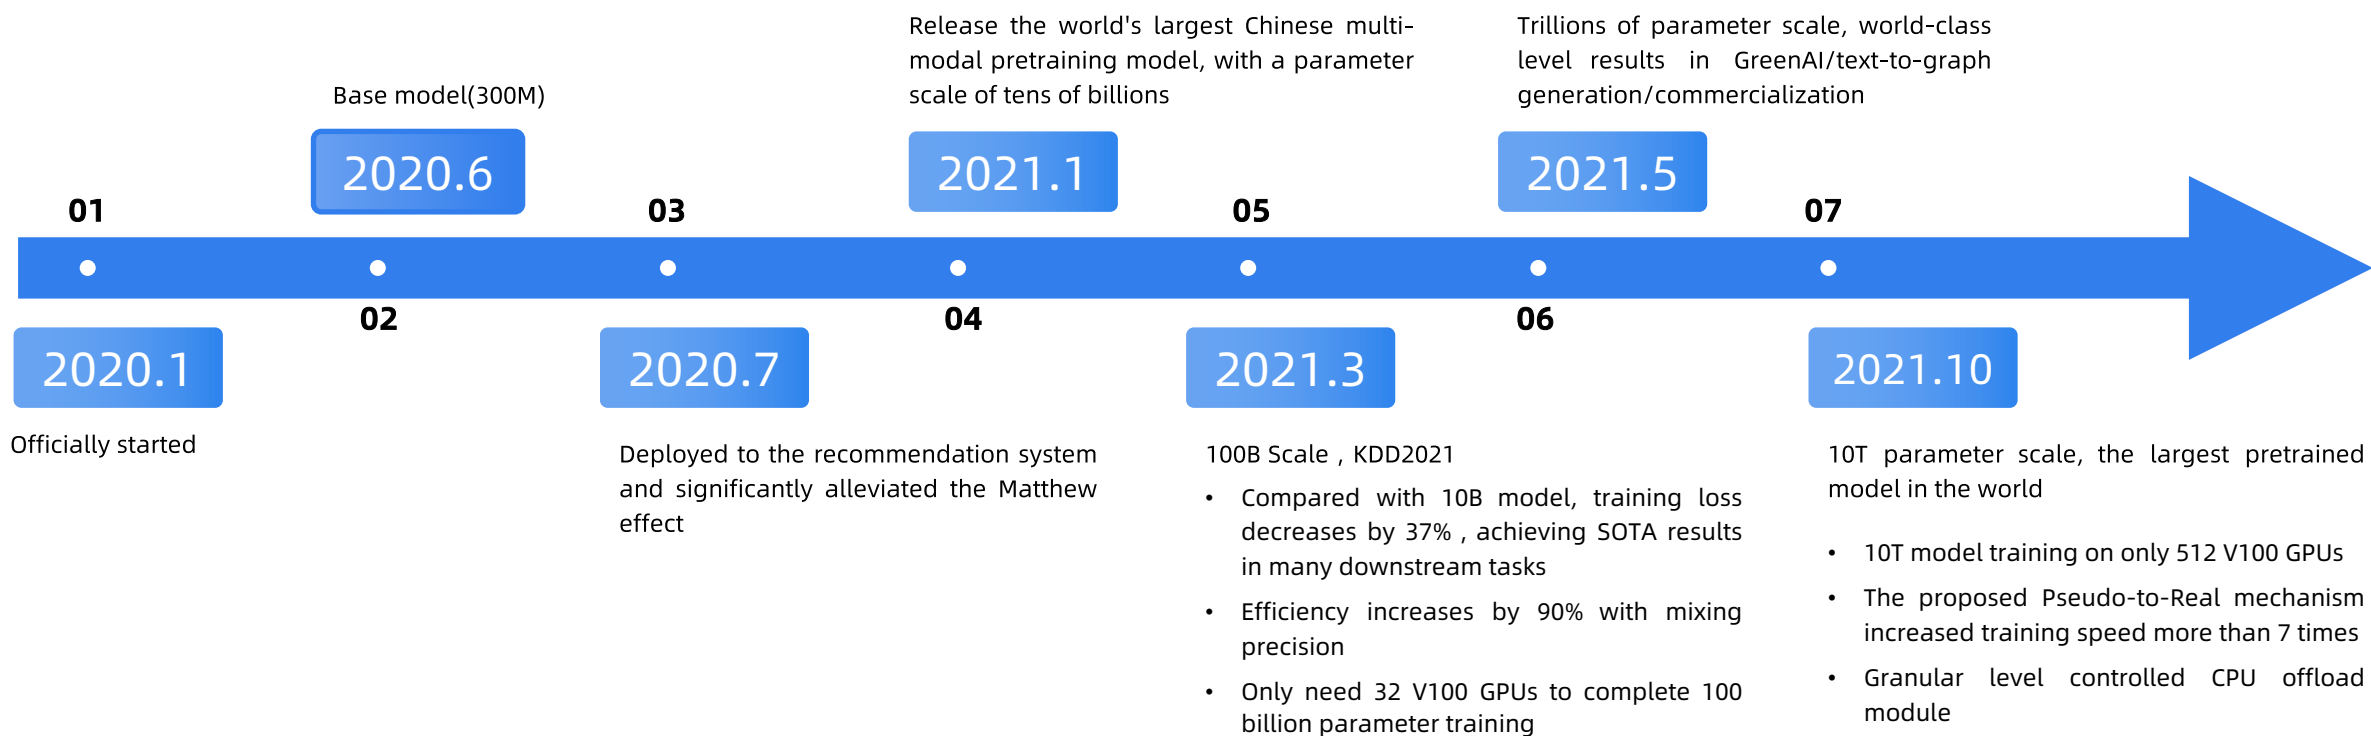 01
2020.1
Officially started
Base model(300M)
2020.6
02
03
2020.7
Deployed to the recommendation system
and significantly alleviated the Matthew
effect
Release the world's largest Chinese multi-
modal pretraining model, with a parameter
scale of tens of billions
2021.1
04
05
2021.3
100B Scale , KDD2021
• Compared with 10B model, training loss
decreases by 37% , achieving SOTA results
in many downstream tasks
• Efficiency increases by 90% with mixing
precision
• Only need 32 V100 GPUs to complete 100
billion parameter training
Trillions of parameter scale, world-class
level results in GreenAI/text-to-graph
generation/commercialization
2021.5
06
07
2021.10
10T parameter scale, the largest pretrained
model in the world
• 10T model training on only 512 V100 GPUs
• The proposed Pseudo-to-Real mechanism
increased training speed more than 7 times
• Granular level controlled CPU offload
module